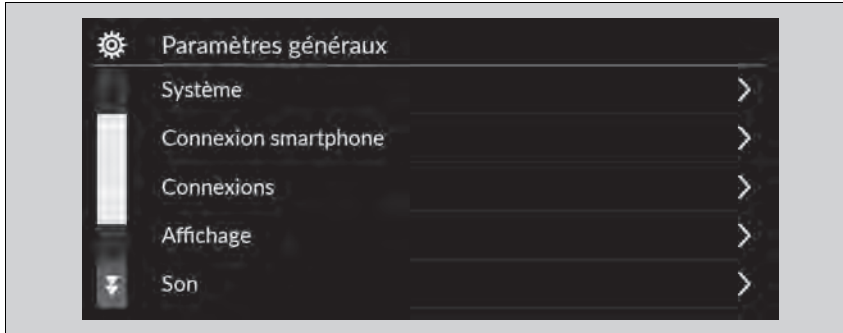 Paramètres généraux
Système
Connexion smartphone
Connexions
Affichage
Son